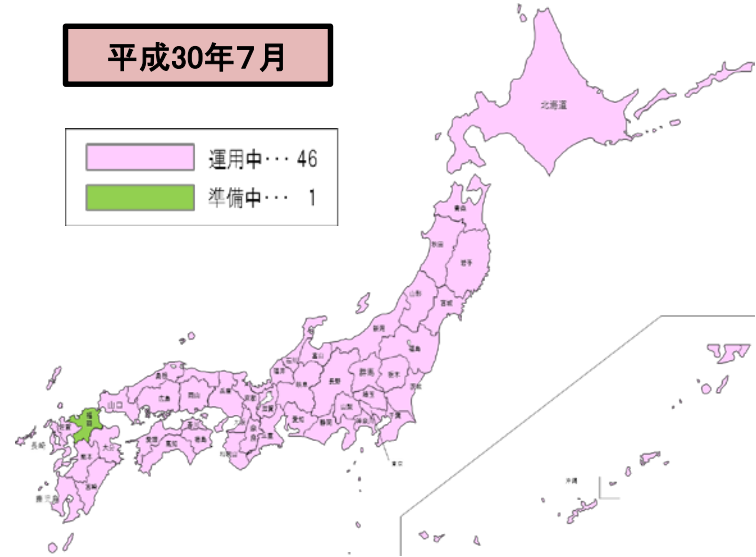 平成30年7月
運用中・・・ 46
準備中・・・ 1
北海道
青森
秋田
岩手
山形
宮城
新潟
福島
石川
富山
福井
群馬
栃木
長野
岐阜
埼玉
茨城
山梨
千葉
愛知
静岡
神奈川
東京
島根
広島
岡山
兵庫
京都
滋賀
奈良
三重
和歌山
山口
香川
愛媛
高知
徳島
福岡
佐賀
長崎
大分
熊本
宮崎
鹿児島
沖縄